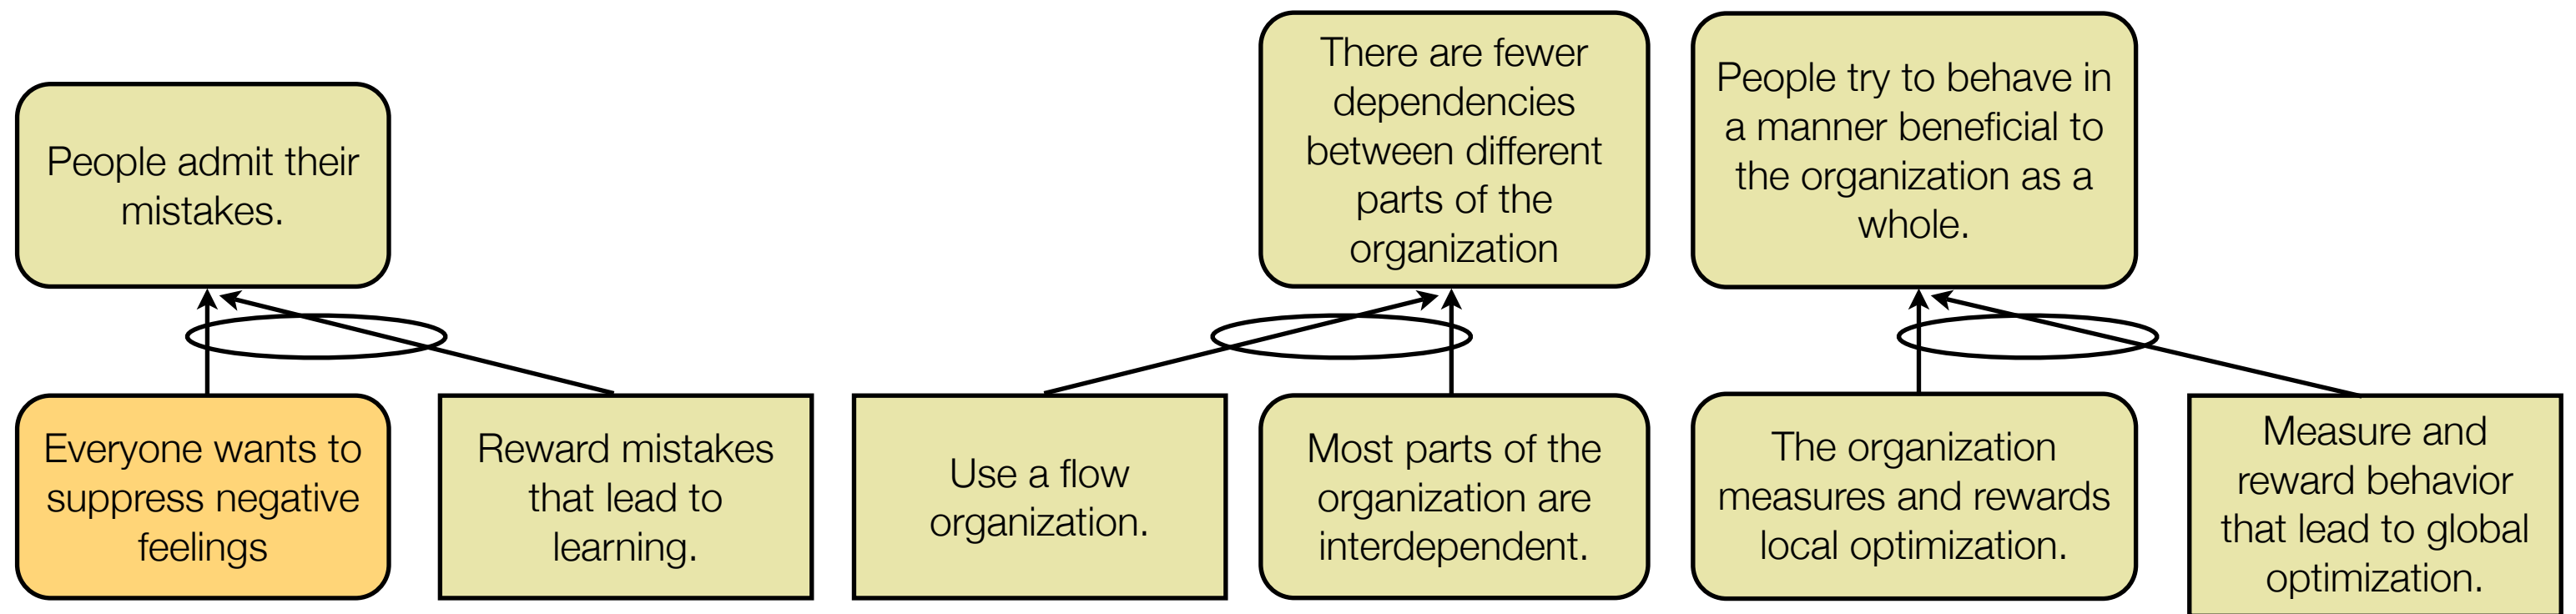 People admit their
mistakes.
There are fewer
dependencies
between different
parts of the
organization
People try to behave in
a manner beneficial to
the organization as a
whole.
Everyone wants to
suppress negative
feelings
Reward mistakes
that lead to
learning.
Use a flow
organization.
Most parts of the
organization are
interdependent.
The organization
measures and rewards
local optimization.
Measure and
reward behavior
that lead to global
optimization.